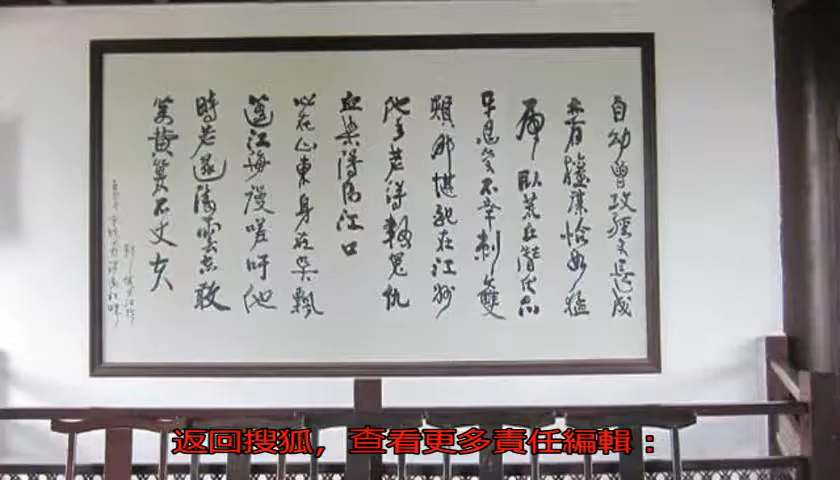 自幼曾攻經史長成
亦有權謀恰如猛
虎臥荒丘潛伏爪
牙忍受不幸刺雙
頰那堪配在江州
他年若得報冤仇
血染潯陽江口
心在山東身在吳飄
蓬江海謾嗟吁他
時若遂凌雲志敢
笑黃巢不丈夫
返回搜狐，查看更多責任編輯：